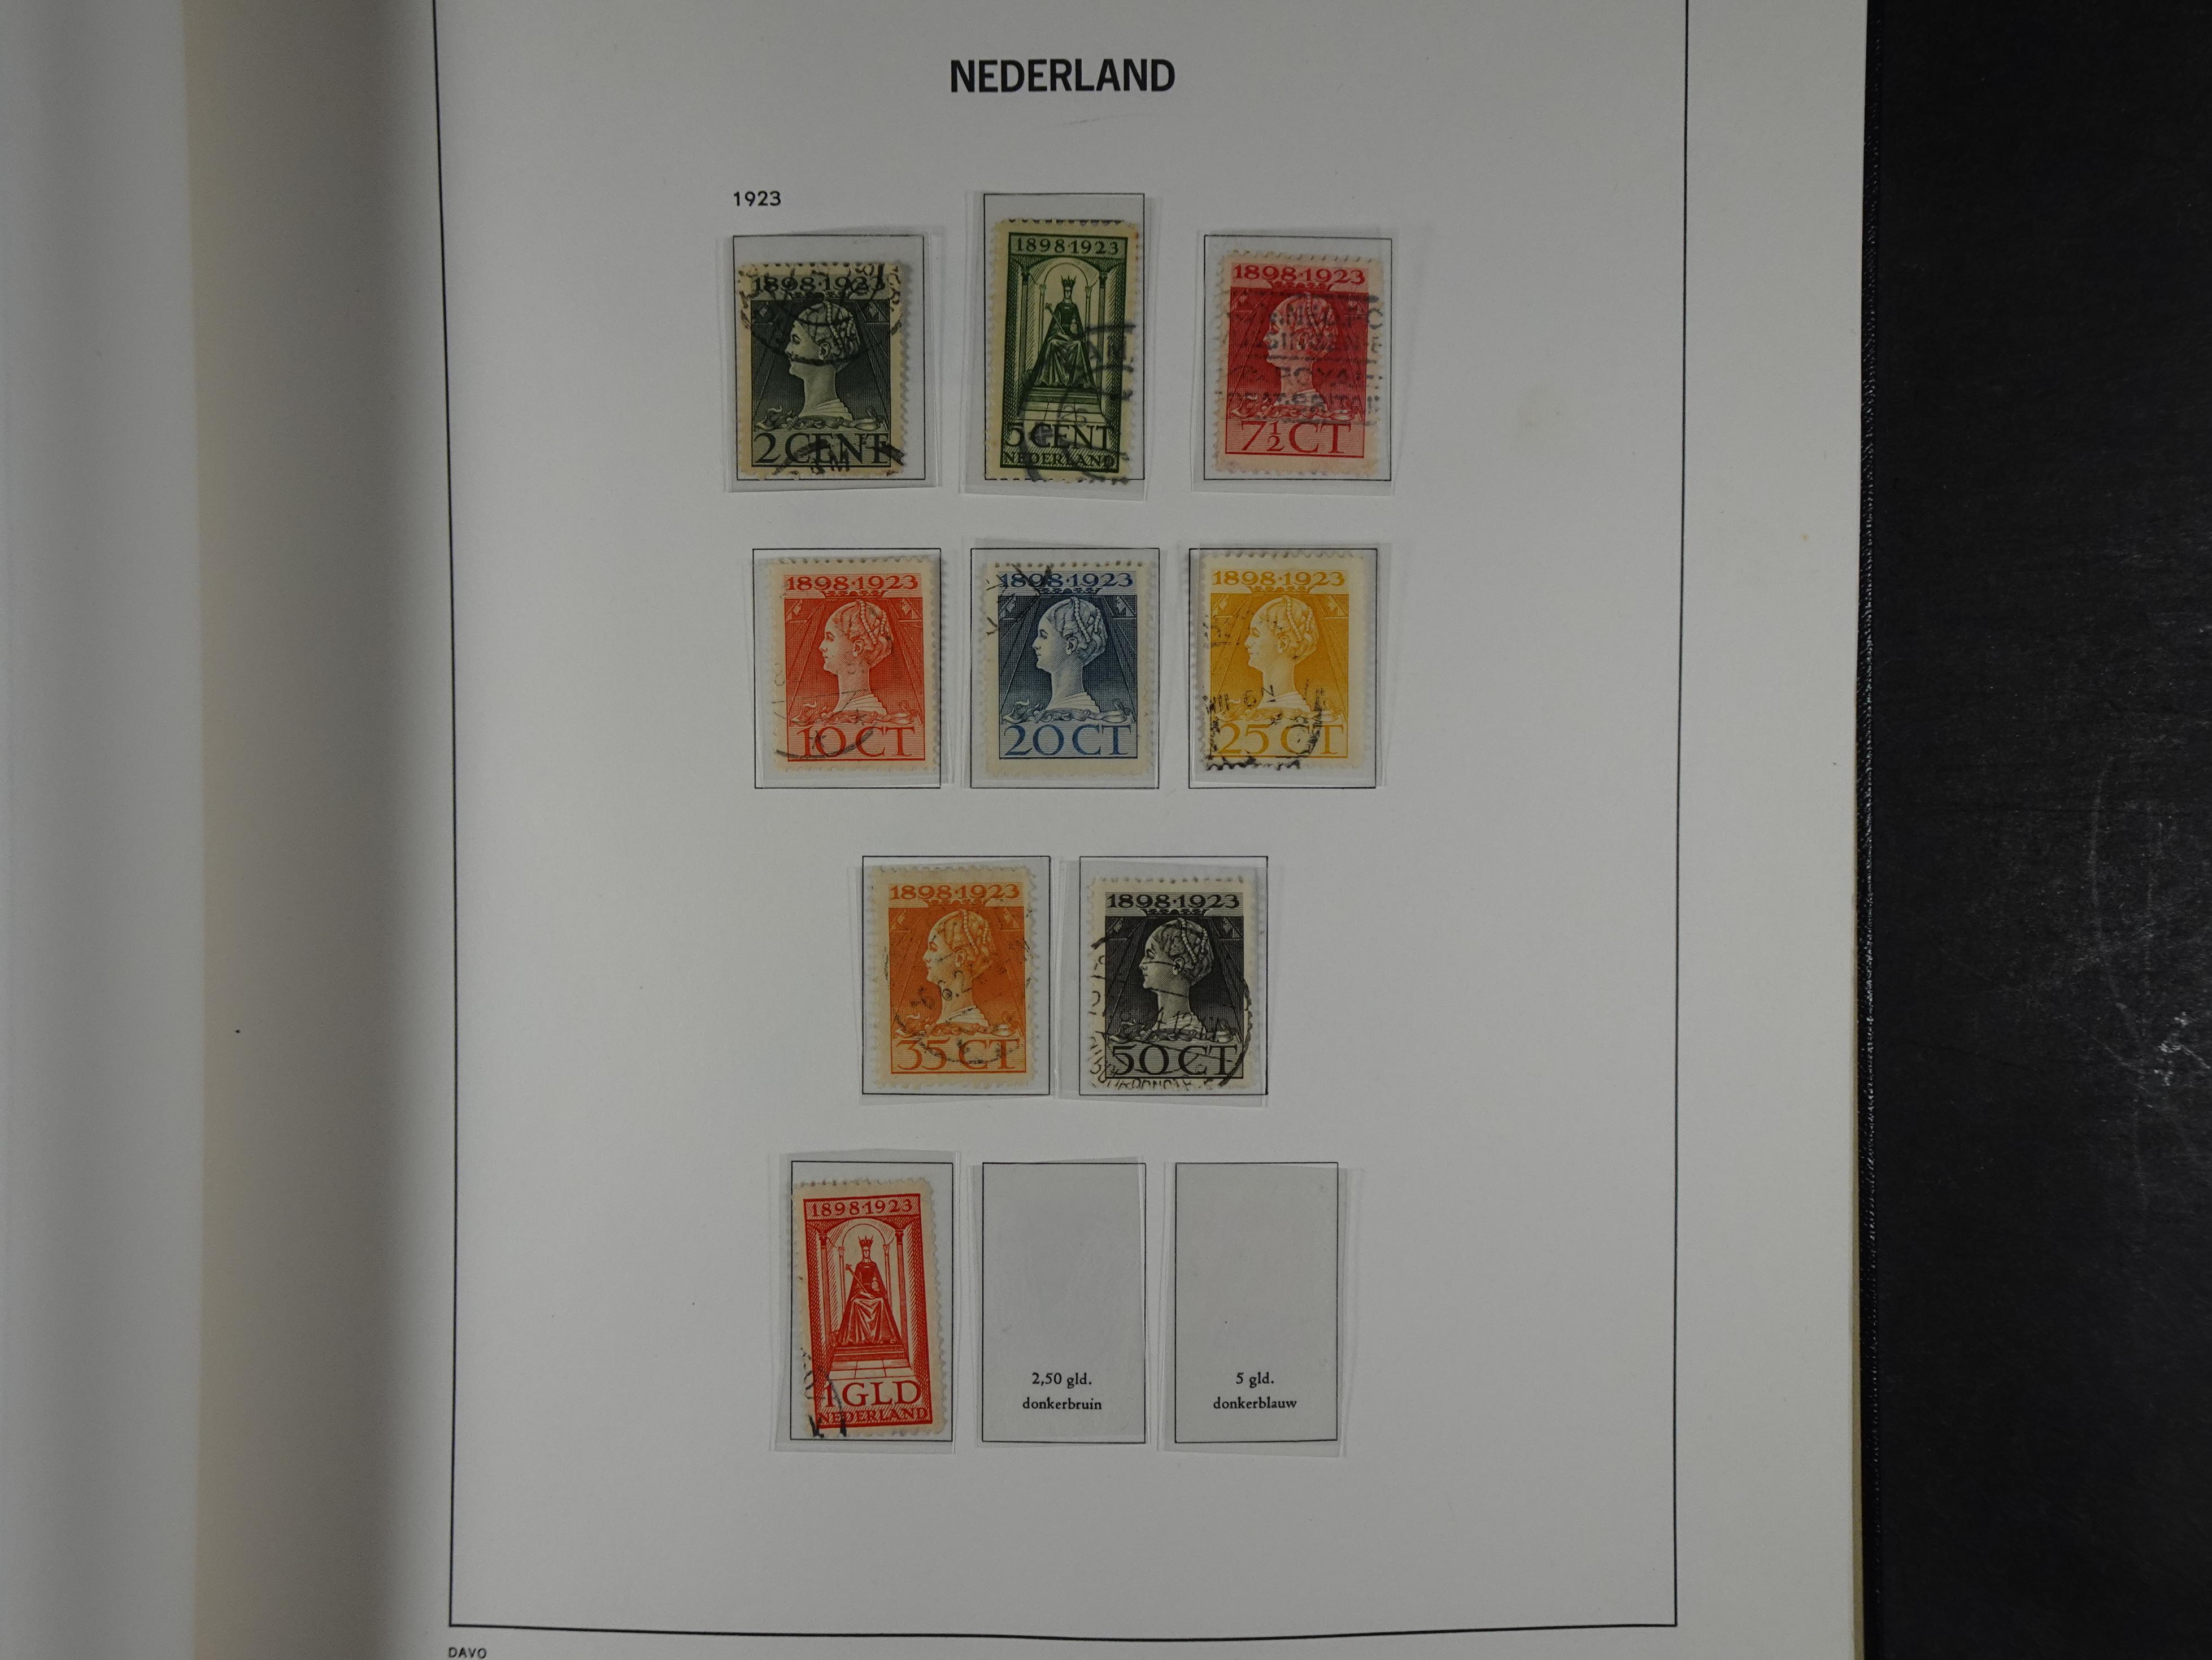 NEDERLAND
1923
1898·1923
2 CENT
1898·1923
5 CENT
NEDERLAND
1898·1923
ROYAL
7½ CT
1898·1923
10 CT
1898·1923
20 CT
1898·1923
25 CT
1898·1923
35 CT
1898·1923
50 CT
1898·1923
1 GLD
NEDERLAND
2,50 gld.
donkerbruin
5 gld.
donkerblauw
DAVO